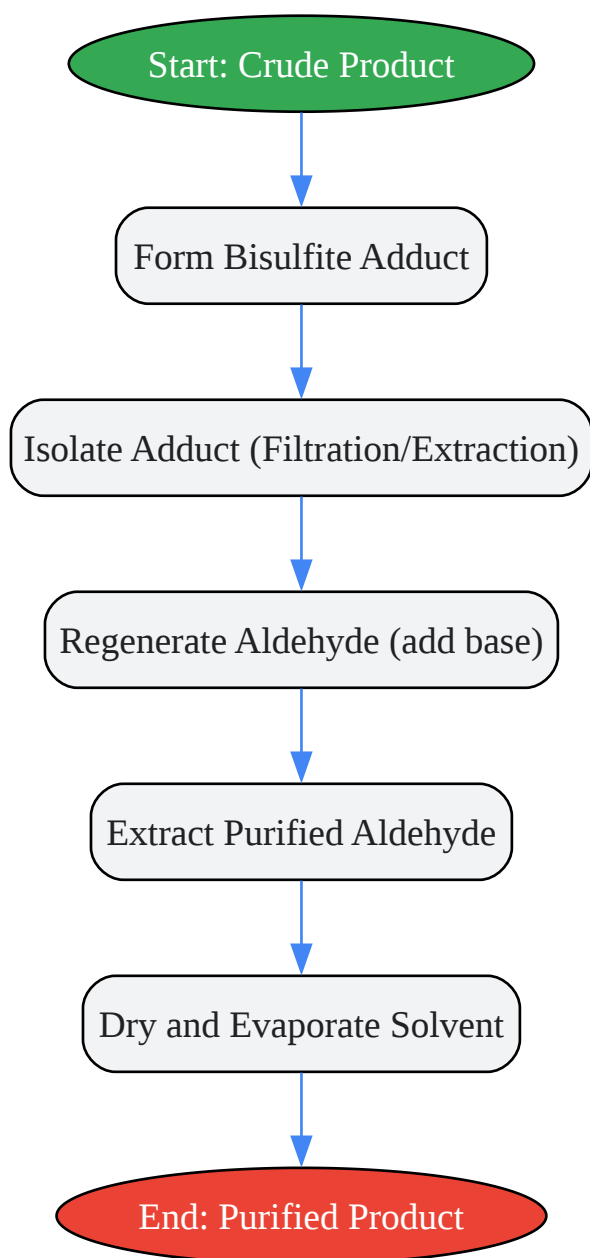 Start: Crude Product
Form Bisulfite Adduct
Isolate Adduct (Filtration/Extraction)
Regenerate Aldehyde (add base)
Extract Purified Aldehyde
Dry and Evaporate Solvent
End: Purified Product